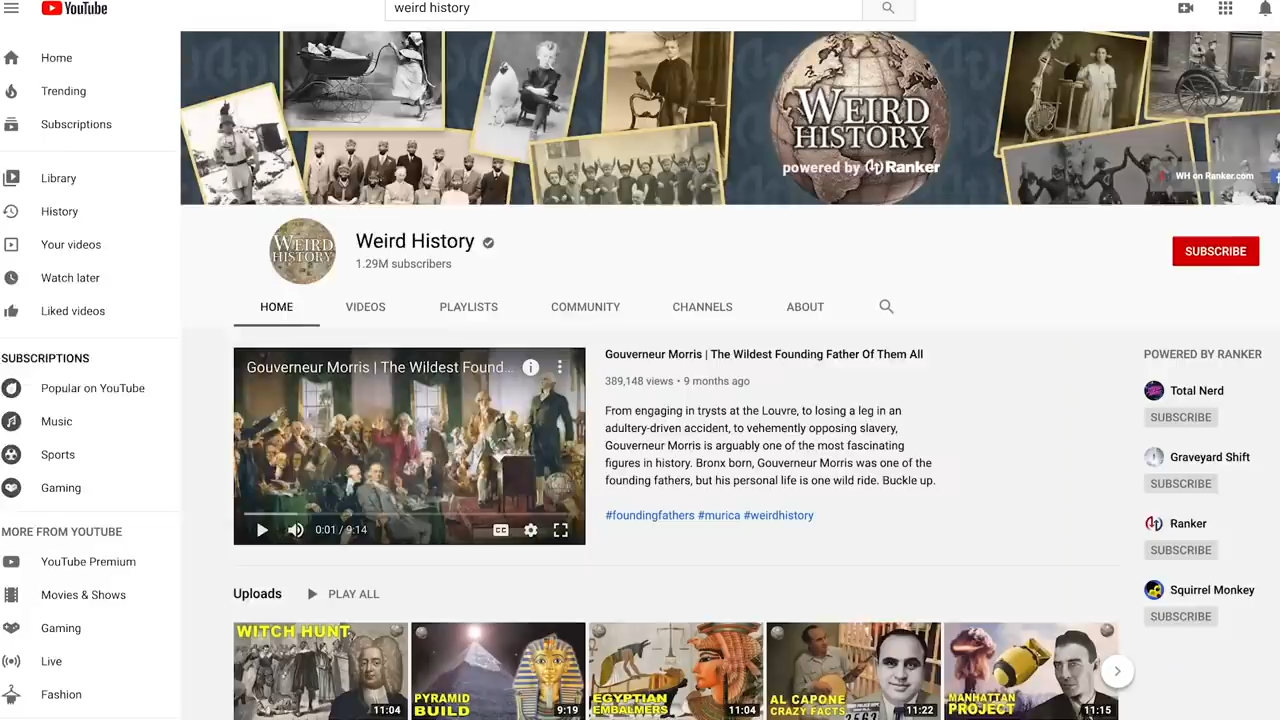 YouTube
weird history
Home
Trending
Subscriptions
Library
History
Your videos
Watch later
Liked videos
SUBSCRIPTIONS
Popular on YouTube
Music
Sports
Gaming
MORE FROM YOUTUBE
YouTube Premium
Movies & Shows
Gaming
Live
Fashion
WEIRD
HISTORY
powered by Ranker
WH on Ranker.com
WEIRD
HISTORY
Weird History
1.29M subscribers
SUBSCRIBE
HOME
VIDEOS
PLAYLISTS
COMMUNITY
CHANNELS
ABOUT
Gouverneur Morris | The Wildest Found...
CC
0:01 / 9:14
Gouverneur Morris | The Wildest Founding Father Of Them All
389,148 views • 9 months ago
From engaging in trysts at the Louvre, to losing a leg in an
adultery-driven accident, to vehemently opposing slavery,
Gouverneur Morris is arguably one of the most fascinating
figures in history. Bronx born, Gouverneur Morris was one of the
founding fathers, but his personal life is one wild ride. Buckle up.
#foundingfathers #murica #weirdhistory
POWERED BY RANKER
Total Nerd
SUBSCRIBE
Graveyard Shift
SUBSCRIBE
Ranker
SUBSCRIBE
Squirrel Monkey
SUBSCRIBE
Uploads
PLAY ALL
WITCH HUNT
11:04
PYRAMID
BUILD
9:19
EGYPTIAN
EMBALMERS
11:04
AL CAPONE
CRAZY FACTS
11:22
MANHATTAN
PROJECT
11:15